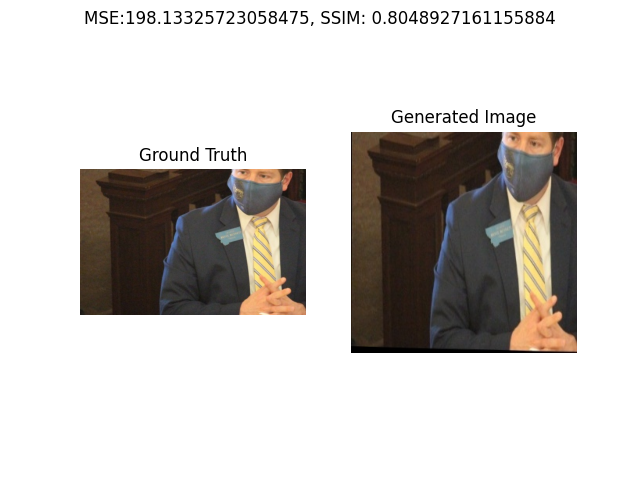 MSE:198.13325723058475, SSIM: 0.8048927161155884
Generated Image
Ground Truth